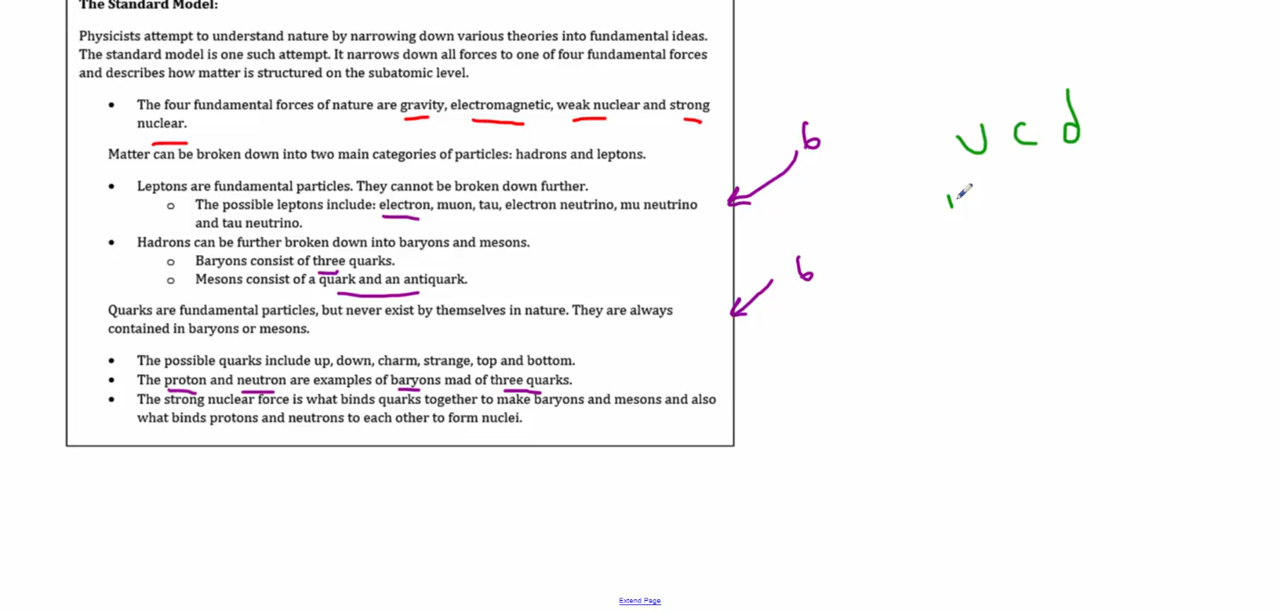 The Standard Model:
Physicists attempt to understand nature by narrowing down various theories into fundamental ideas.
The standard model is one such attempt. It narrows down all forces to one of four fundamental forces
and describes how matter is structured on the subatomic level.
• The four fundamental forces of nature are gravity, electromagnetic, weak nuclear and strong
nuclear.
Matter can be broken down into two main categories of particles: hadrons and leptons.
• Leptons are fundamental particles. They cannot be broken down further.
o The possible leptons include: electron, muon, tau, electron neutrino, mu neutrino
and tau neutrino.
• Hadrons can be further broken down into baryons and mesons.
o Baryons consist of three quarks.
o Mesons consist of a quark and an antiquark.
Quarks are fundamental particles, but never exist by themselves in nature. They are always
contained in baryons or mesons.
• The possible quarks include up, down, charm, strange, top and bottom.
• The proton and neutron are examples of baryons mad of three quarks.
• The strong nuclear force is what binds quarks together to make baryons and mesons and also
what binds protons and neutrons to each other to form nuclei.
6
6
u c d
Extend Page